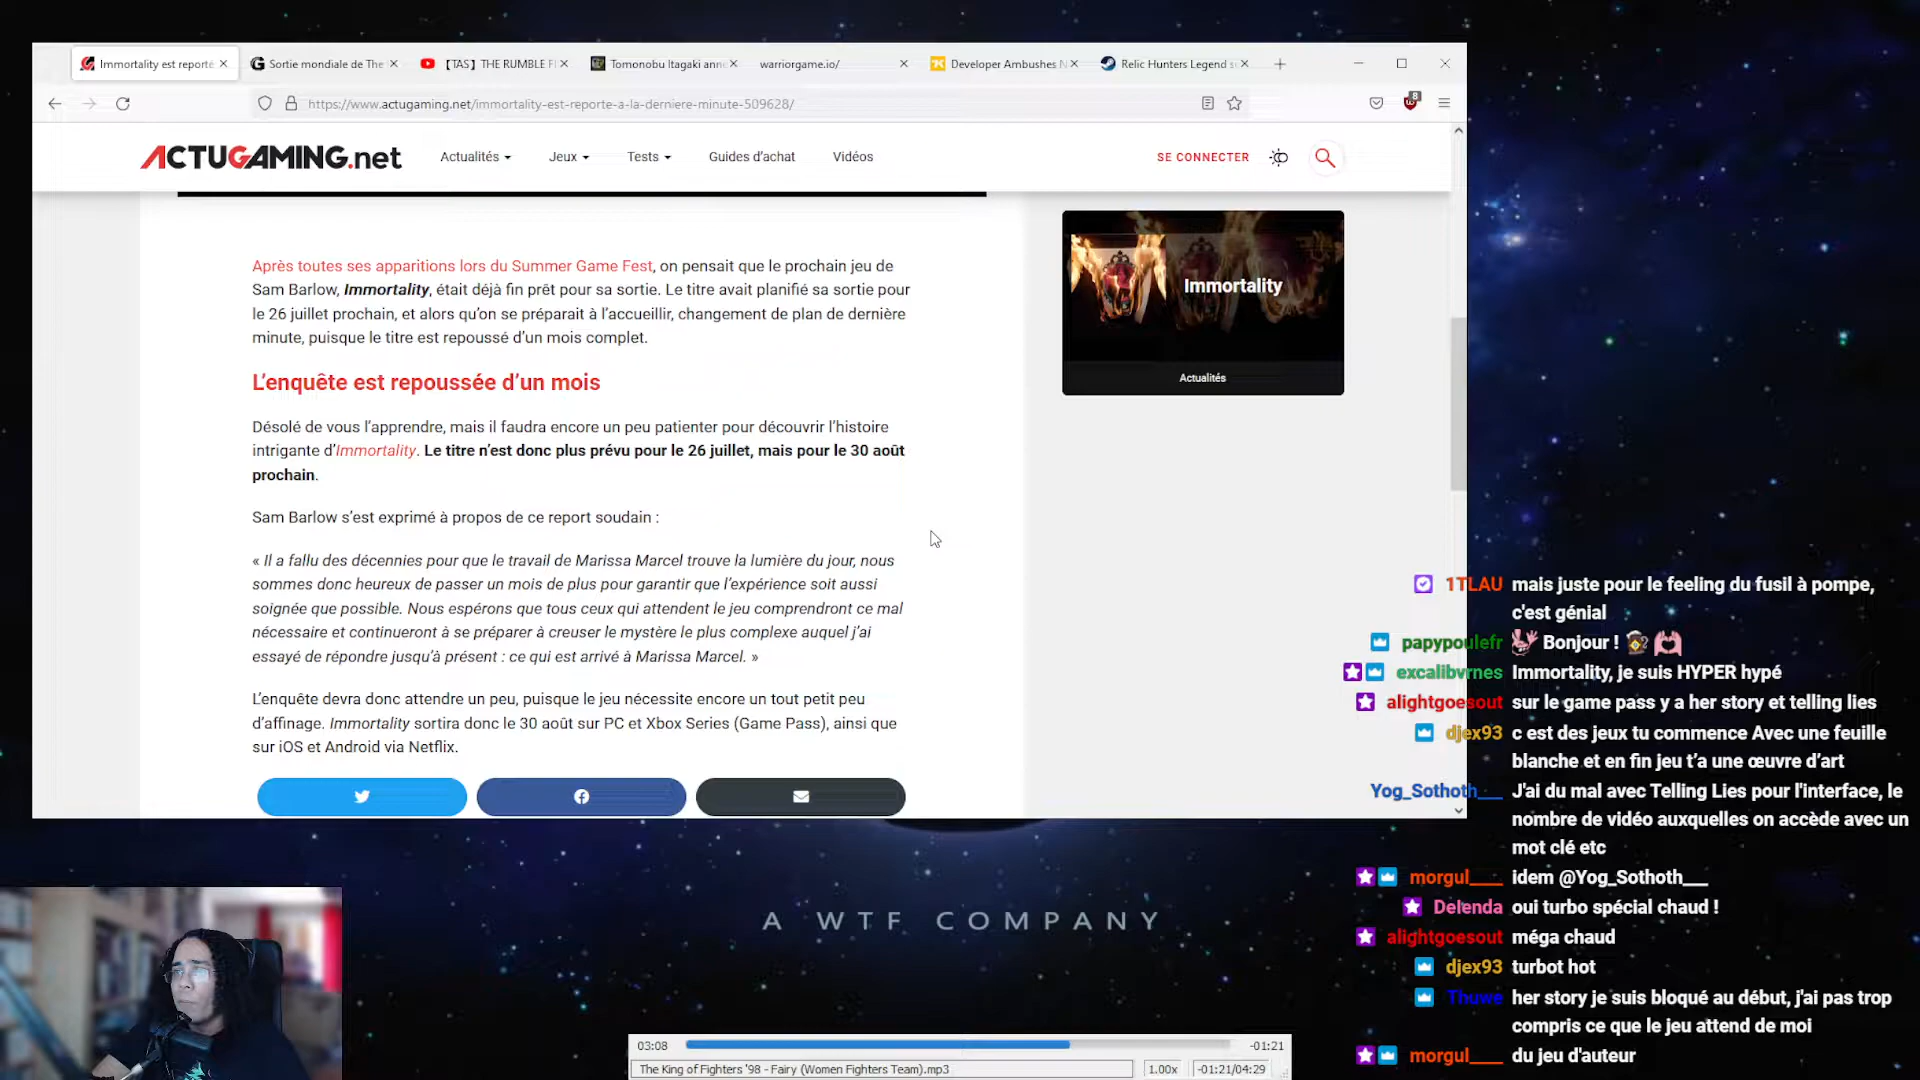 Immortality est reporté
Sortie mondiale de The
【TAS】 THE RUMBLE F
Tomonobu Itagaki ann
warriorgame.io/
Developer Ambushes N
Relic Hunters Legend s
https://www.actugaming.net/immortality-est-reporte-a-la-derniere-minute-509628/
8
ACTUGAMING.net
Actualités
Jeux
Tests
Guides d'achat
Vidéos
SE CONNECTER
Après toutes ses apparitions lors du Summer Game Fest, on pensait que le prochain jeu de
Sam Barlow, Immortality, était déjà fin prêt pour sa sortie. Le titre avait planifié sa sortie pour
le 26 juillet prochain, et alors qu'on se préparait à l'accueillir, changement de plan de dernière
minute, puisque le titre est repoussé d'un mois complet.
L'enquête est repoussée d'un mois
Désolé de vous l'apprendre, mais il faudra encore un peu patienter pour découvrir l'histoire
intrigante d'Immortality. Le titre n'est donc plus prévu pour le 26 juillet, mais pour le 30 août
prochain.
Sam Barlow s'est exprimé à propos de ce report soudain :
« Il a fallu des décennies pour que le travail de Marissa Marcel trouve la lumière du jour, nous
sommes donc heureux de passer un mois de plus pour garantir que l'expérience soit aussi
soignée que possible. Nous espérons que tous ceux qui attendent le jeu comprendront ce mal
nécessaire et continueront à se préparer à creuser le mystère le plus complexe auquel j'ai
essayé de répondre jusqu'à présent : ce qui est arrivé à Marissa Marcel. »
L'enquête devra donc attendre un peu, puisque le jeu nécessite encore un tout petit peu
d'affinage. Immortality sortira donc le 30 août sur PC et Xbox Series (Game Pass), ainsi que
sur iOS et Android via Netflix.
Immortality
Actualités
1TLAU mais juste pour le feeling du fusil à pompe,
c'est génial
papypoulefr Bonjour !
excalibvrnes Immortality, je suis HYPER hypé
alightgoesout sur le game pass y a her story et telling lies
djex93 c est des jeux tu commence Avec une feuille
blanche et en fin jeu t'a une œuvre d'art
Yog_Sothoth___ J'ai du mal avec Telling Lies pour l'interface, le
nombre de vidéo auxquelles on accède avec un
mot clé etc
morgul____ idem @Yog_Sothoth___
Delenda oui turbo spécial chaud !
alightgoesout méga chaud
djex93 turbot hot
Thuwe her story je suis bloqué au début, j'ai pas trop
compris ce que le jeu attend de moi
morgul____ du jeu d'auteur
A WTF COMPANY
03:08
-01:21
The King of Fighters '98 - Fairy (Women Fighters Team).mp3
1.00x
-01:21/04:29